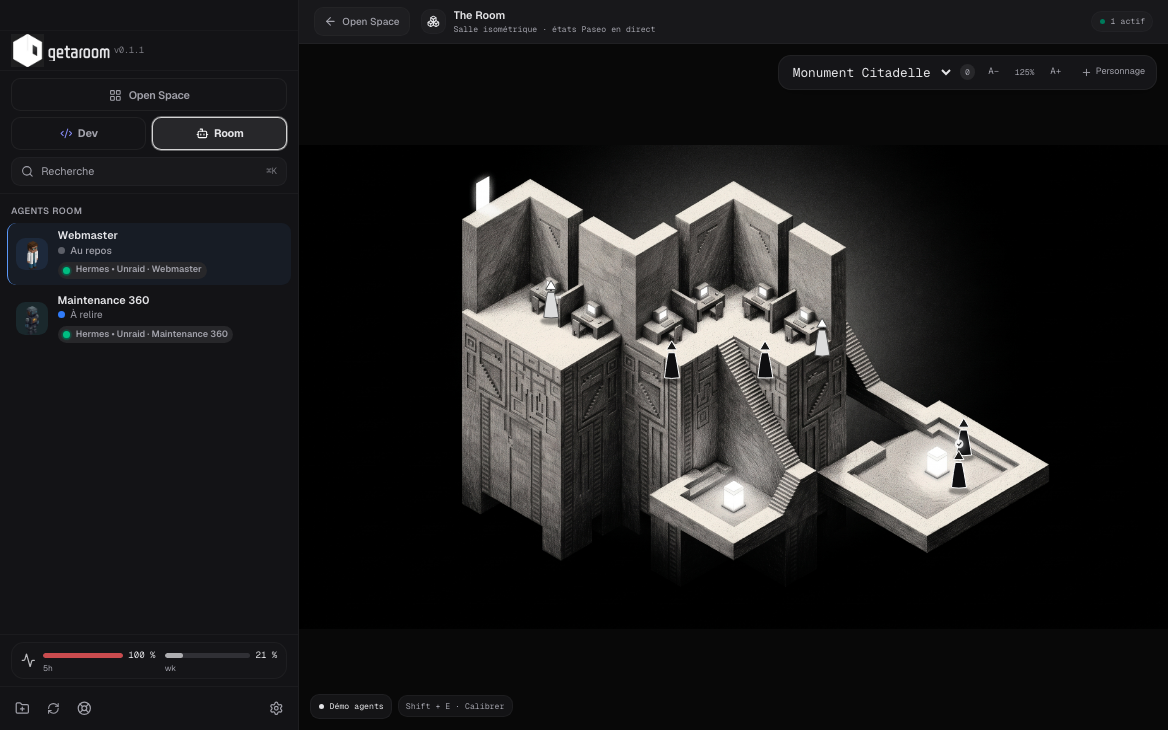 getaroom v0.1.1
Open Space
Dev
Room
Recherche ⌘K
AGENTS ROOM
Webmaster
Au repos
Hermes • Unraid · Webmaster
Maintenance 360
À relire
Hermes • Unraid · Maintenance 360
100 %
21 %
5h
wk
Open Space
The Room
Salle isométrique · états Paseo en direct
1 actif
Monument Citadelle
0
A−
125%
A+
Personnage
Démo agents
Shift + E · Calibrer